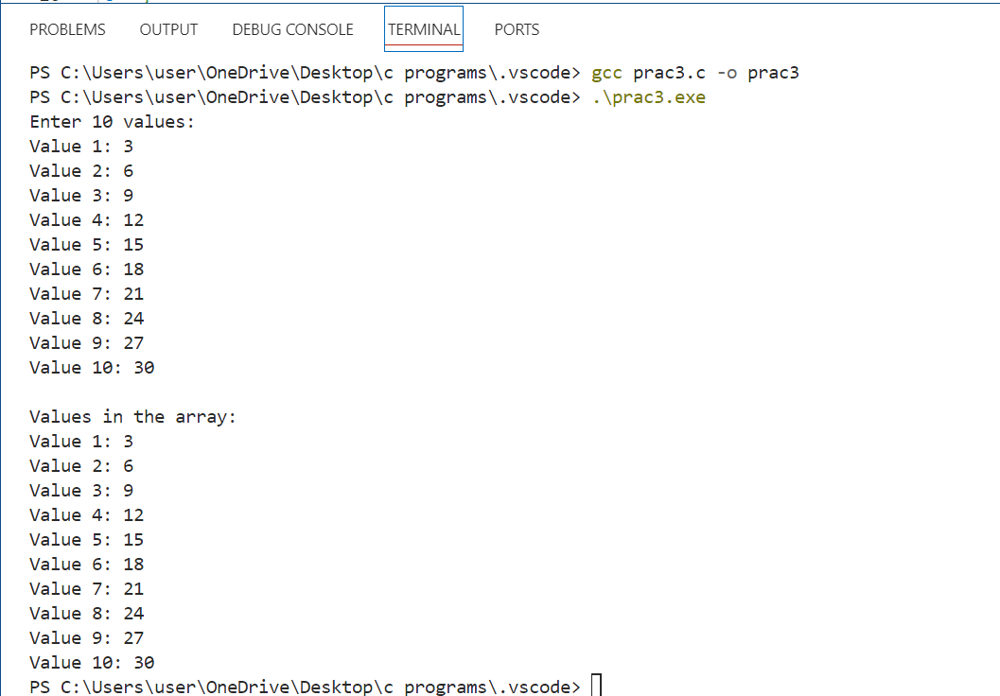 PROBLEMS OUTPUT DEBUG CONSOLE TERMINAL PORTS
PS C:\Users\user\OneDrive\Desktop\c programs\.vscode> gcc prac3.c -o prac3
PS C:\Users\user\OneDrive\Desktop\c programs\.vscode> .\prac3.exe
Enter 10 values:
Value 1: 3
Value 2: 6
Value 3: 9
Value 4: 12
Value 5: 15
Value 6: 18
Value 7: 21
Value 8: 24
Value 9: 27
Value 10: 30
Values in the array:
Value 1: 3
Value 2: 6
Value 3: 9
Value 4: 12
Value 5: 15
Value 6: 18
Value 7: 21
Value 8: 24
Value 9: 27
Value 10: 30
PS C:\Users\user\OneDrive\Desktop\c programs\.vscode>